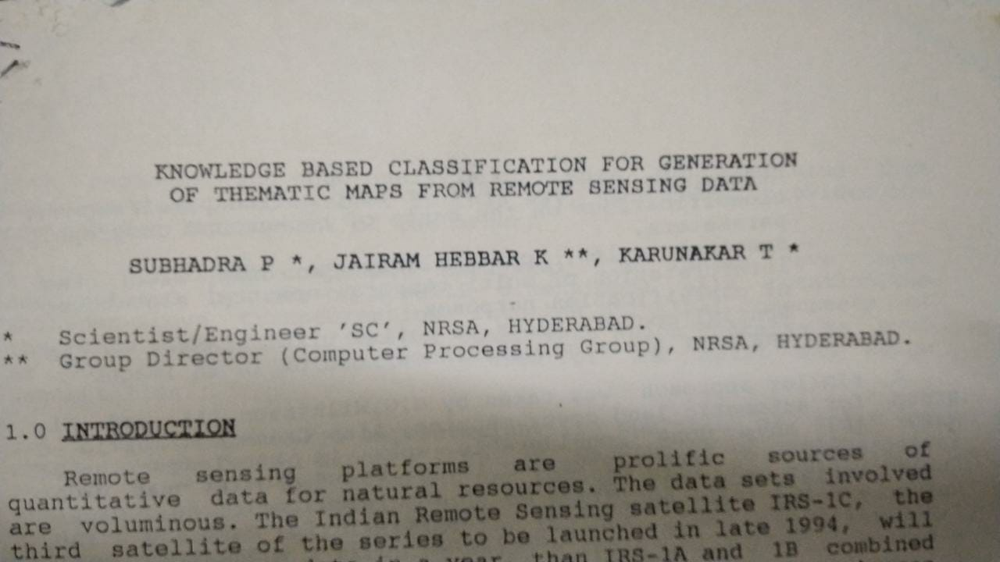 KNOWLEDGE BASED CLASSIFICATION FOR GENERATION
OF THEMATIC MAPS FROM REMOTE SENSING DATA
SUBHADRA P *, JAIRAM HEBBAR K **, KARUNAKAR T *
* Scientist/Engineer 'SC', NRSA, HYDERABAD.
** Group Director (Computer Processing Group), NRSA, HYDERABAD.
1.0 INTRODUCTION
Remote sensing platforms are prolific sources of
quantitative data for natural resources. The data sets involved
are voluminous. The Indian Remote Sensing satellite IRS-1C, the
third satellite of the series to be launched in late 1994, will
in a year than IRS-1A and 1B combined